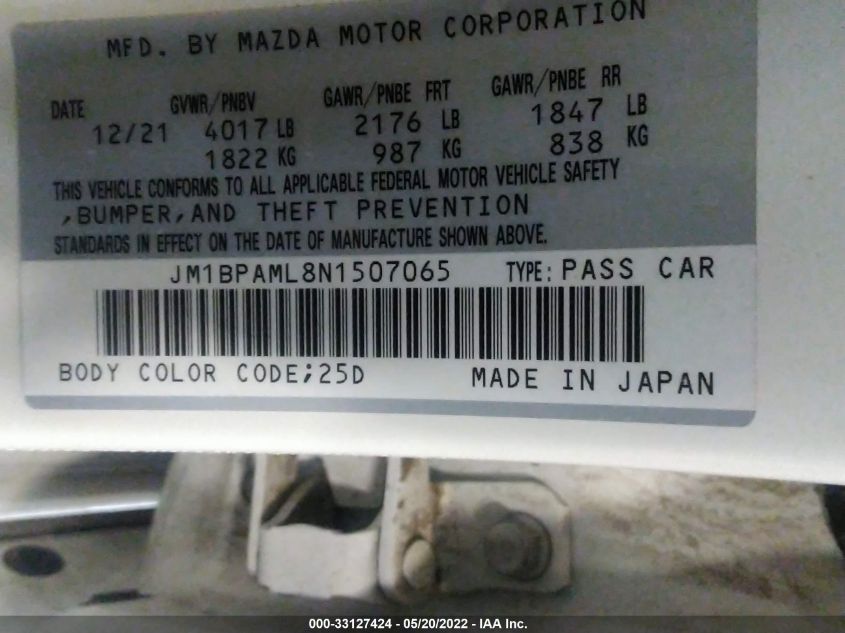 MFD. BY MAZDA MOTOR CORPORATION
DATE GVWR/PNBV GAWR/PNBE FRT GAWR/PNBE RR
12/21 4017 LB 2176 LB 1847 LB
1822 KG 987 KG 838 KG
THIS VEHICLE CONFORMS TO ALL APPLICABLE FEDERAL MOTOR VEHICLE SAFETY
,BUMPER,AND THEFT PREVENTION
STANDARDS IN EFFECT ON THE DATE OF MANUFACTURE SHOWN ABOVE.
JM1BPAML8N1507065 TYPE: PASS CAR
BODY COLOR CODE;25D MADE IN JAPAN
000-33127424 - 05/20/2022 - IAA Inc.